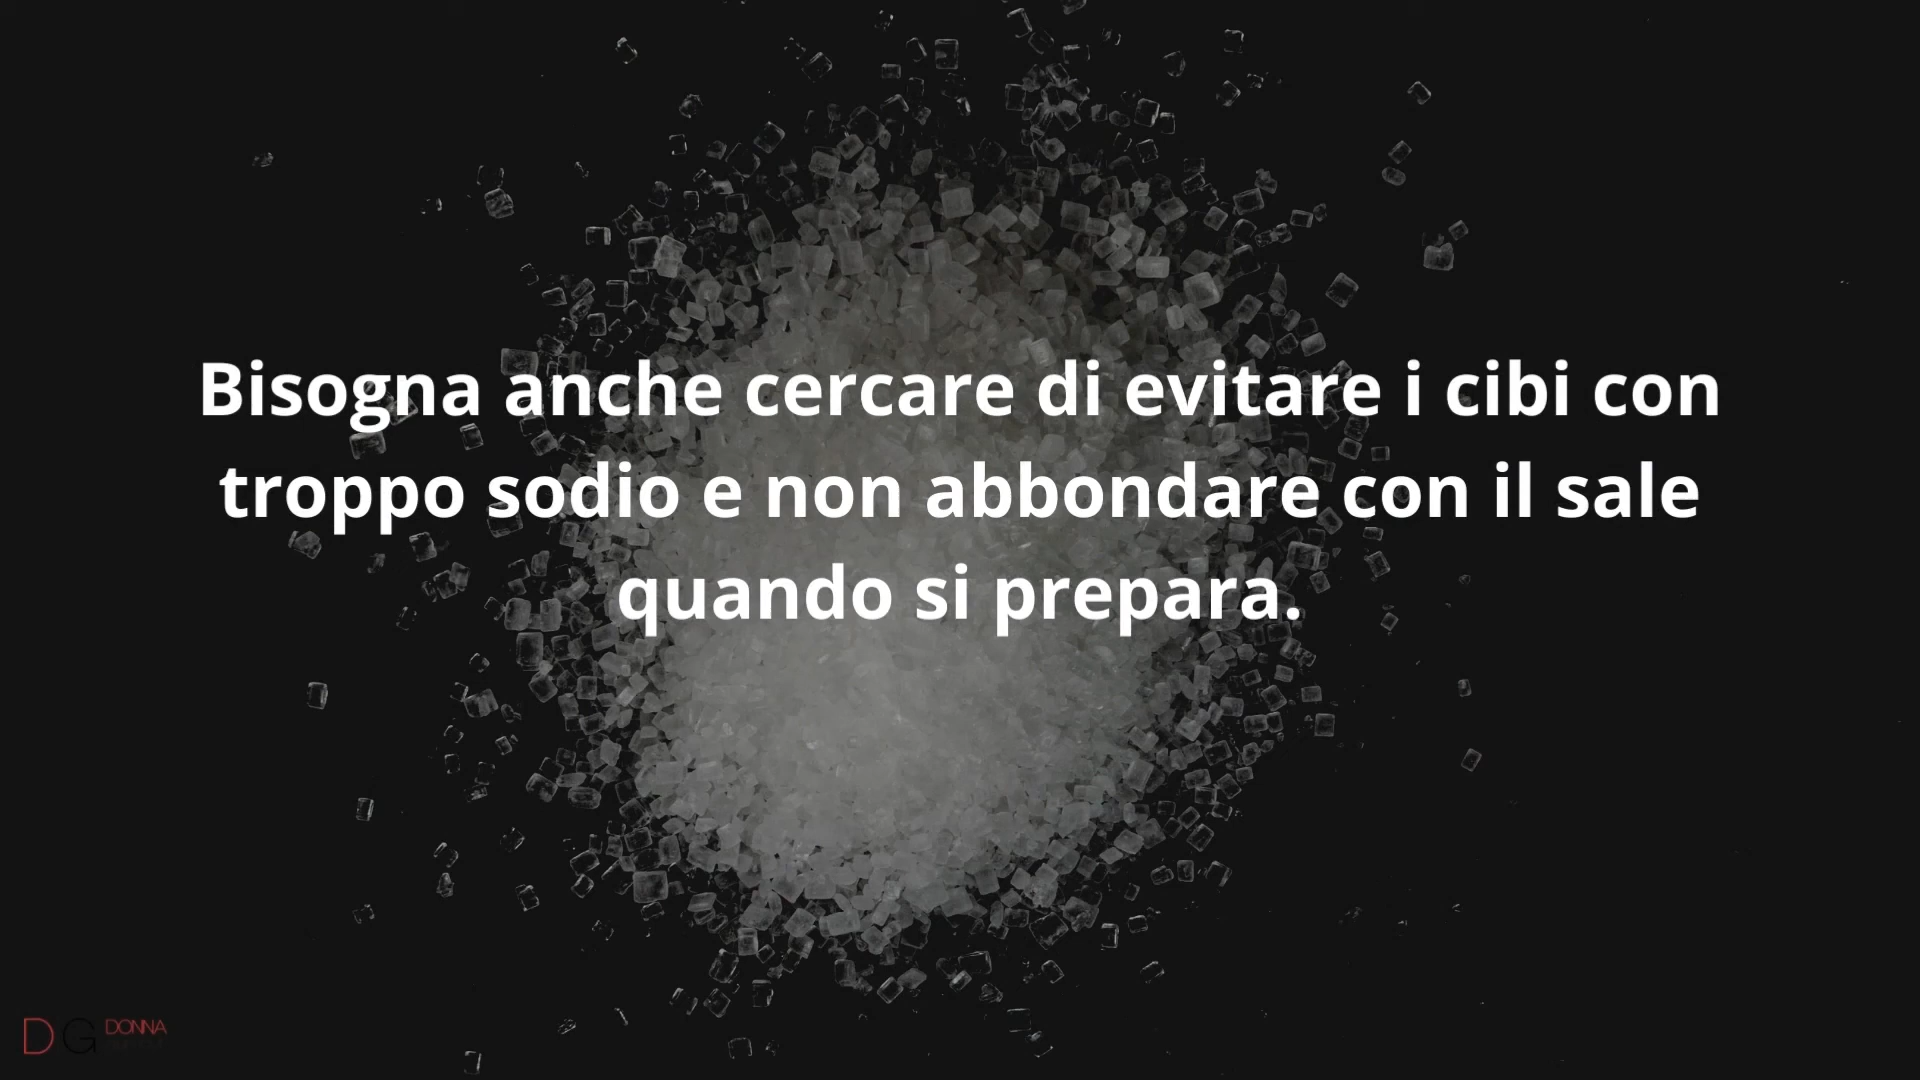 Bisogna anche cercare di evitare i cibi con
troppo sodio e non abbondare con il sale
quando si prepara.
DG DONNA